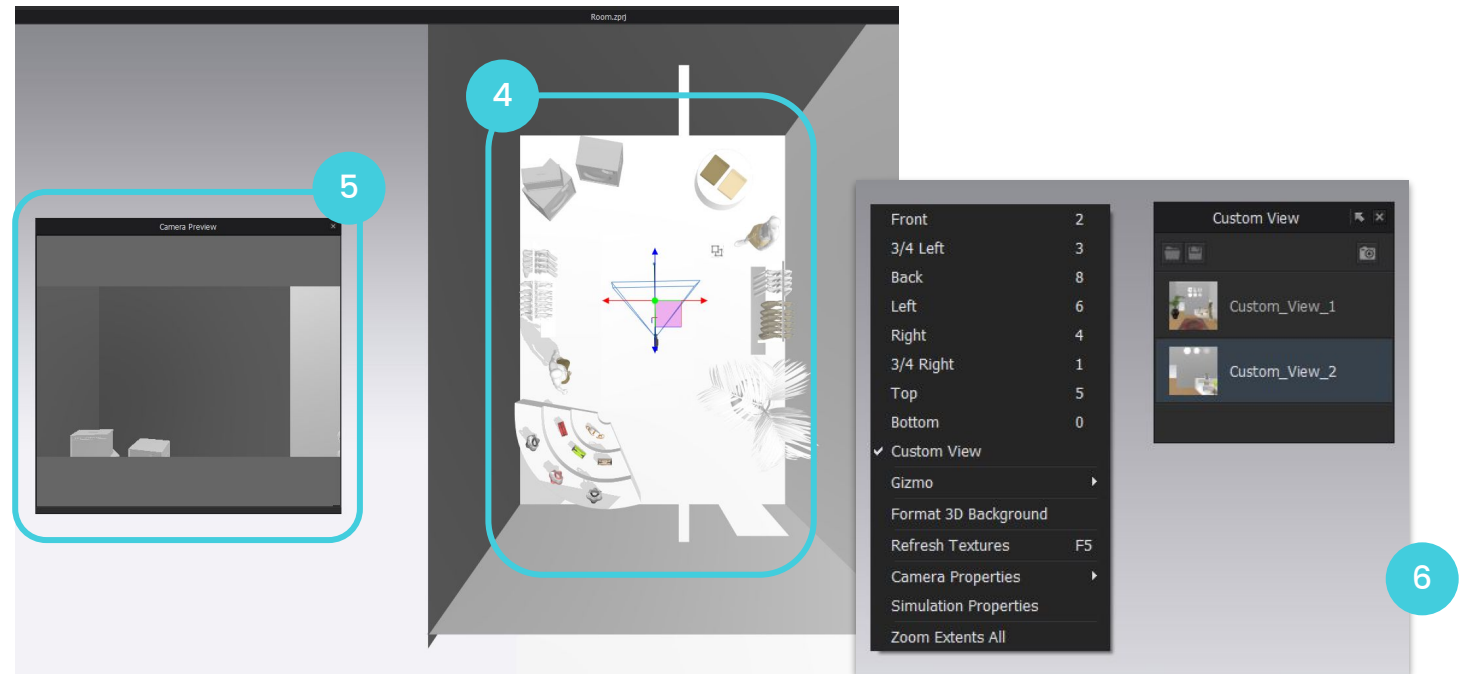 Room.zprj
4
5
Camera Preview
Front 2
3/4 Left 3
Back 8
Left 6
Right 4
3/4 Right 1
Top 5
Bottom 0
Custom View
Gizmo
Format 3D Background
Refresh Textures F5
Camera Properties
Simulation Properties
Zoom Extents All
Custom View
Custom_View_1
Custom_View_2
6